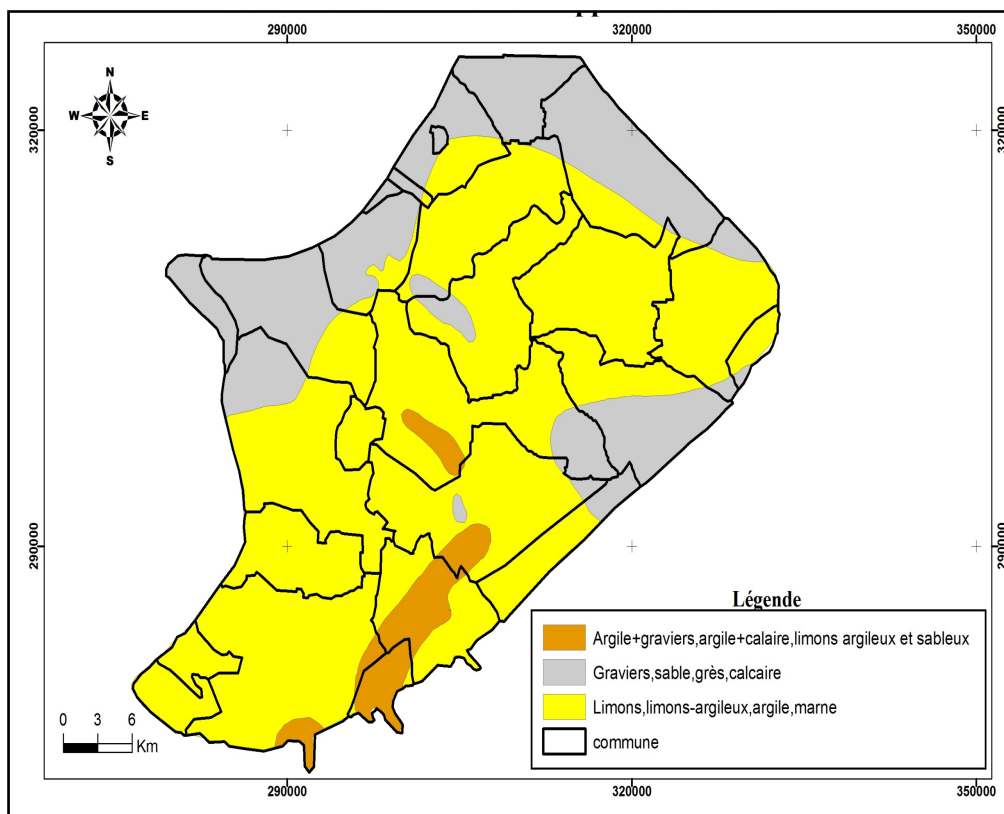 290000 320000 350000
N
W E
S
320000 320000
290000 290000
Légende
Argile+graviers,argile+calaire,limons argileux et sableux
Graviers,sable,grès,calcaire
Limons,limons-argileux,argile,marne
commune
0 3 6
Km
290000 320000 350000